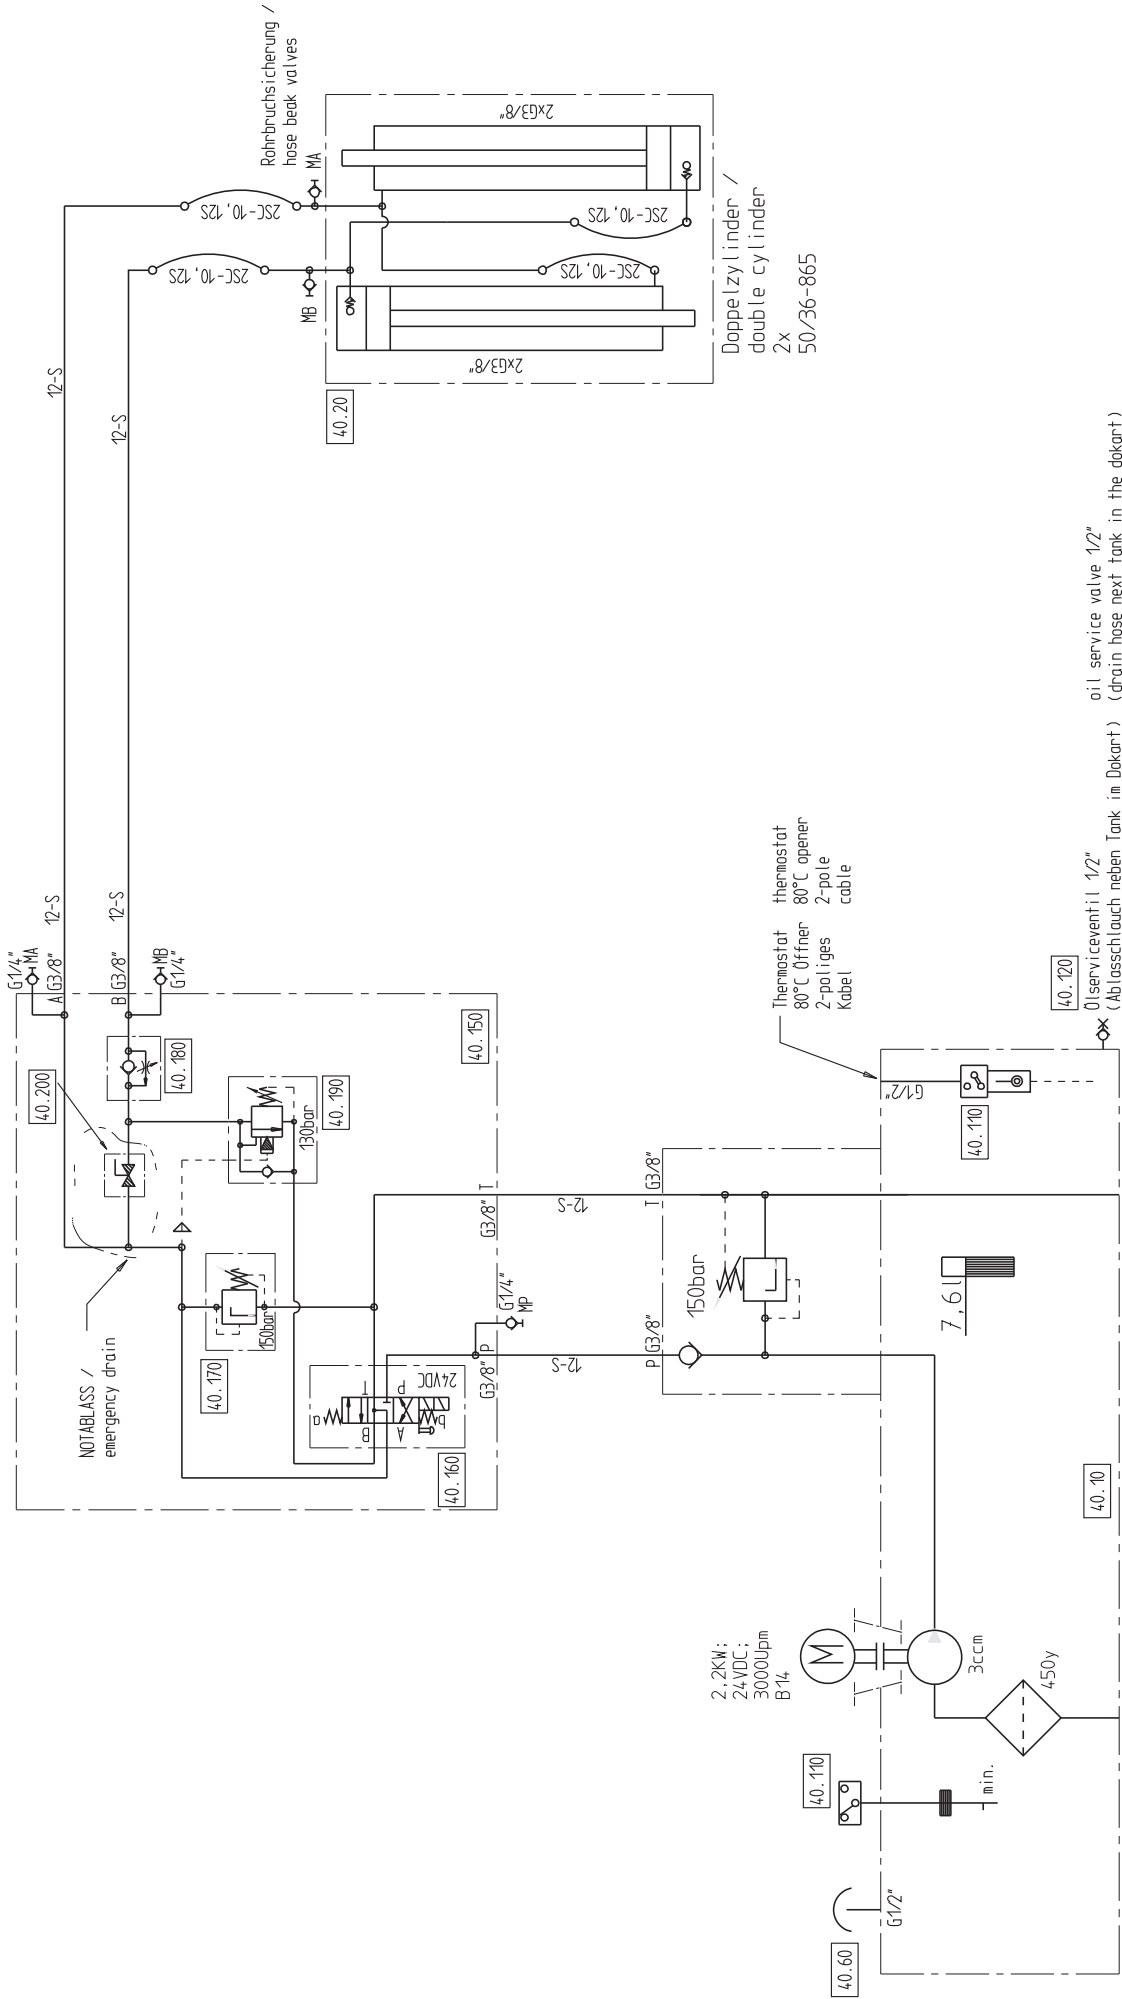 Rohrbruchsicherung /
hose beak valves
MA
2SC-10,12S
2SC-10,12S
MB
2xG3/8"
2SC-10,12S
2SC-10,12S
2xG3/8"
40.20
Doppelzylinder /
double cylinder
2x
50/36-865
12-S
12-S
12-S
12-S
G1/4"
MA
A G3/8"
B G3/8"
MB
G1/4"
40.150
40.180
40.200
40.190
130bar
NOTABLASS /
emergency drain
150bar
40.170
G3/8" T
G3/8" P
G1/4"
MP
24VDC
a
b
T
P
B
A
40.160
12-S
12-S
T G3/8"
P G3/8"
150bar
Thermostat
80°C Öffner
2-poliges
Kabel
thermostat
80°C opener
2-pole
cable
G1/2"
40.110
40.120
Ölserviceventil 1/2"
(Ablasschlauch neben Tank im Dokart)
oil service valve 1/2"
(drain hose next tank in the dokart)
7,6l
40.10
2,2KW;
24VDC;
3000Upm
B14
M
3ccm
450y
40.110
min.
G1/2"
40.60